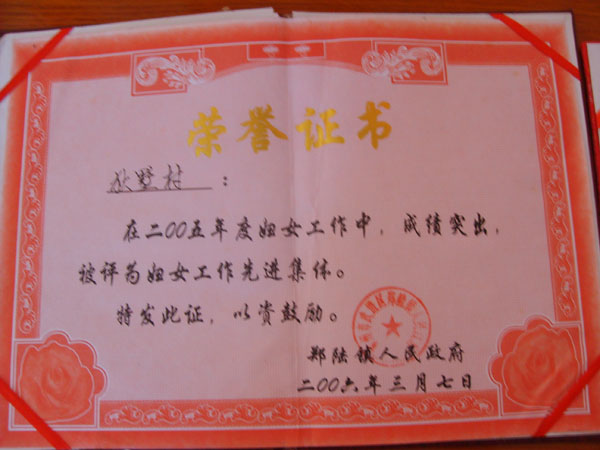 荣誉证书
狄墅村：
在二00五年度妇女工作中，成绩突出，
被评为妇女工作先进集体。
特发此证，以资鼓励。
郑陆镇人民政府
二00六年三月七日